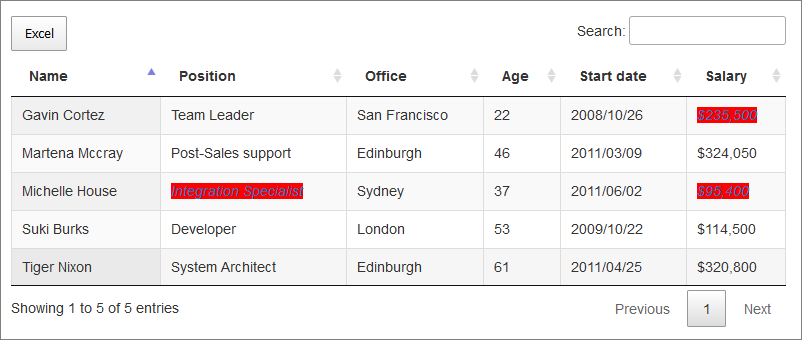 Excel
Search:
Name Position Office Age Start date Salary
Gavin Cortez Team Leader San Francisco 22 2008/10/26 $235,500
Martena Mccray Post-Sales support Edinburgh 46 2011/03/09 $324,050
Michelle House Integration Specialist Sydney 37 2011/06/02 $95,400
Suki Burks Developer London 53 2009/10/22 $114,500
Tiger Nixon System Architect Edinburgh 61 2011/04/25 $320,800
Showing 1 to 5 of 5 entries
Previous 1 Next